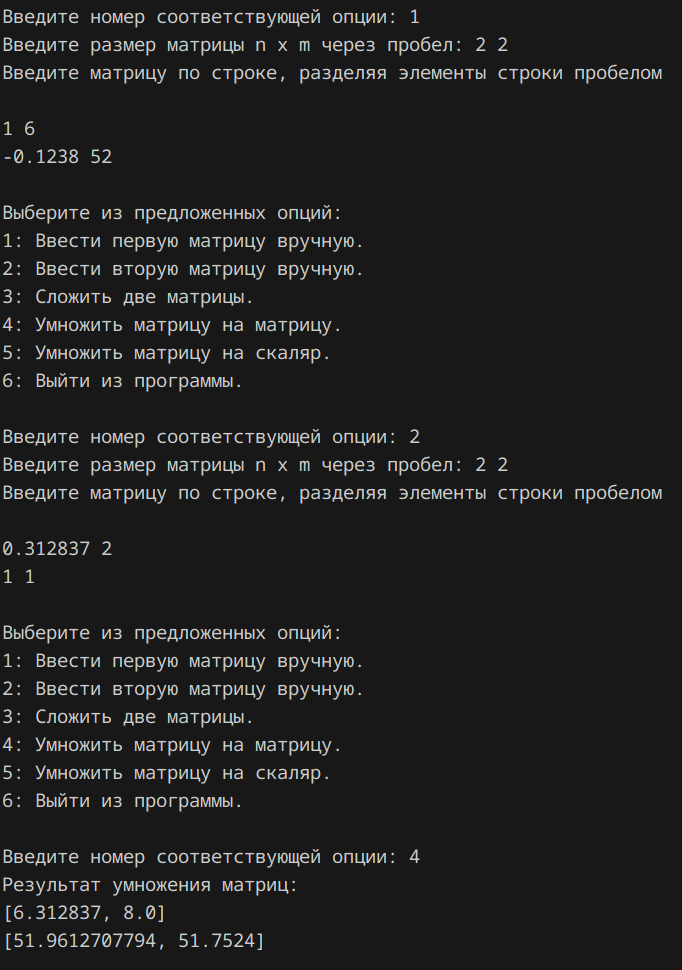 Введите номер соответствующей опции: 1
Введите размер матрицы n x m через пробел: 2 2
Введите матрицу по строке, разделяя элементы строки пробелом
1 6
-0.1238 52
Выберите из предложенных опций:
1: Ввести первую матрицу вручную.
2: Ввести вторую матрицу вручную.
3: Сложить две матрицы.
4: Умножить матрицу на матрицу.
5: Умножить матрицу на скаляр.
6: Выйти из программы.
Введите номер соответствующей опции: 2
Введите размер матрицы n x m через пробел: 2 2
Введите матрицу по строке, разделяя элементы строки пробелом
0.312837 2
1 1
Выберите из предложенных опций:
1: Ввести первую матрицу вручную.
2: Ввести вторую матрицу вручную.
3: Сложить две матрицы.
4: Умножить матрицу на матрицу.
5: Умножить матрицу на скаляр.
6: Выйти из программы.
Введите номер соответствующей опции: 4
Результат умножения матриц:
[6.312837, 8.0]
[51.9612707794, 51.7524]